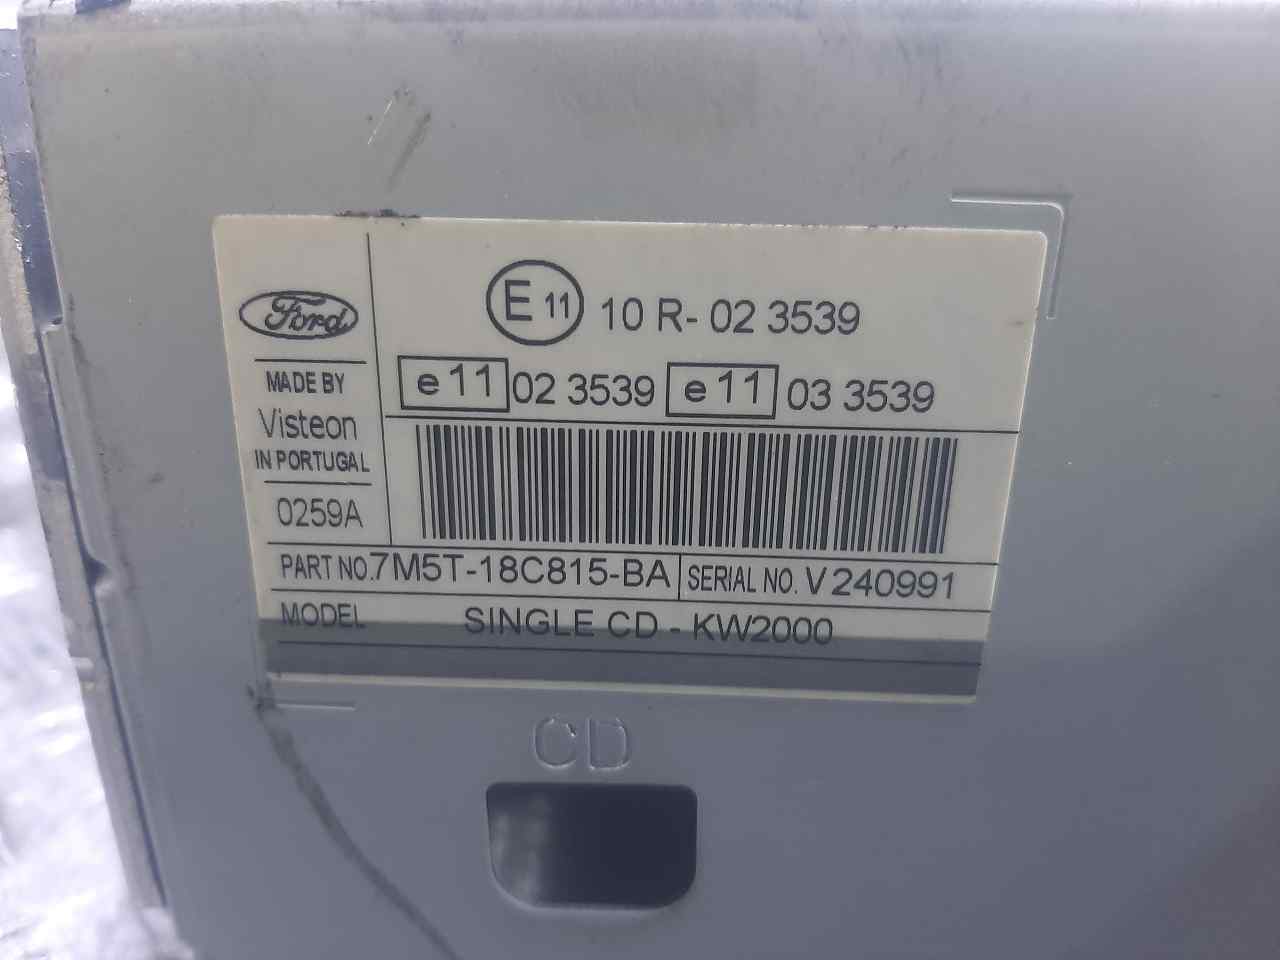 Ford
MADE BY
Visteon
IN PORTUGAL
0259A
E 11 10 R- 02 3539
e 11 02 3539 e 11 03 3539
PART NO. 7M5T-18C815-BA SERIAL NO. V 240991
MODEL SINGLE CD - KW2000
CD